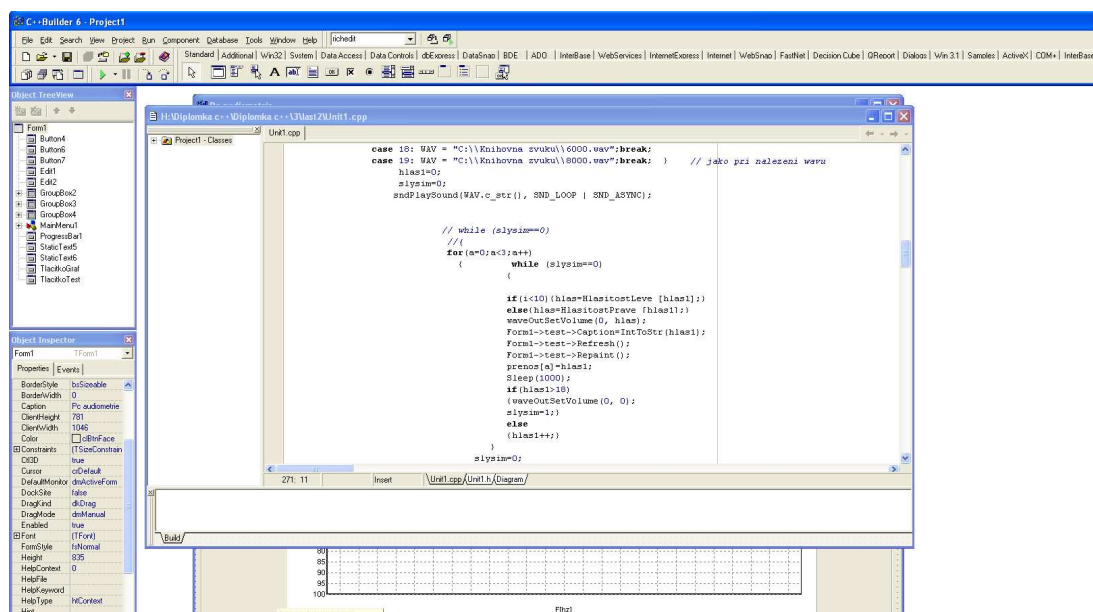 C++Builder 6 - Project1
File Edit Search View Project Run Component Database Tools Window Help richedit
Standard Additional Win32 System Data Access Data Controls dbExpress DataSnap BDE ADO InterBase WebServices InternetExpress Internet WebSnap FastNet Decision Cube QReport Dialogs Win 3.1 Samples ActiveX COM+ InterBase
Object TreeView
Form1
Button4
Button6
Button7
Edit1
Edit2
GroupBox2
GroupBox3
GroupBox4
MainMenu1
ProgressBar1
StaticText5
StaticText6
TlacitkoGraf
TlacitkoTest
Object Inspector
Form1 TForm1
Properties Events
BorderStyle bsSizeable
BorderWidth 0
Caption Pc audiometrie
ClientHeight 781
ClientWidth 1046
Color clBtnFace
Constraints (TSizeConstrain
Ctl3D true
Cursor crDefault
DefaultMonitor dmActiveForm
DockSite false
DragKind dkDrag
DragMode dmManual
Enabled true
Font (TFont)
FormStyle fsNormal
Height 835
HelpContext 0
HelpFile
HelpKeyword
HelpType htContext
Hint
Pc audiometrie
H:\Diplomka c++\Diplomka c++\3\last2\Unit1.cpp
Project1 - Classes
Unit1.cpp
case 18: WAV = "C:\\Knihovna zvuku\\6000.wav";break;
case 19: WAV = "C:\\Knihovna zvuku\\8000.wav";break; } // jako pri nalezeni wavu
hlas1=0;
slysim=0;
sndPlaySound(WAV.c_str(), SND_LOOP | SND_ASYNC);
// while (slysim==0)
//{
for(a=0;a<3;a++)
{ while (slysim==0)
{
if(i<10){hlas=HlasitostLeve [hlas1];}
else{hlas=HlasitostPrave [hlas1];}
waveOutSetVolume(0, hlas);
Form1->test->Caption=IntToStr(hlas1);
Form1->test->Refresh();
Form1->test->Repaint();
prenos[a]=hlas1;
Sleep(1000);
if(hlas1>18)
{waveOutSetVolume(0, 0);
slysim=1;}
else
{hlas1++;}
}
slysim=0;
271: 11 Insert Unit1.cpp Unit1.h Diagram
Build
80
85
90
95
100
F[hz]